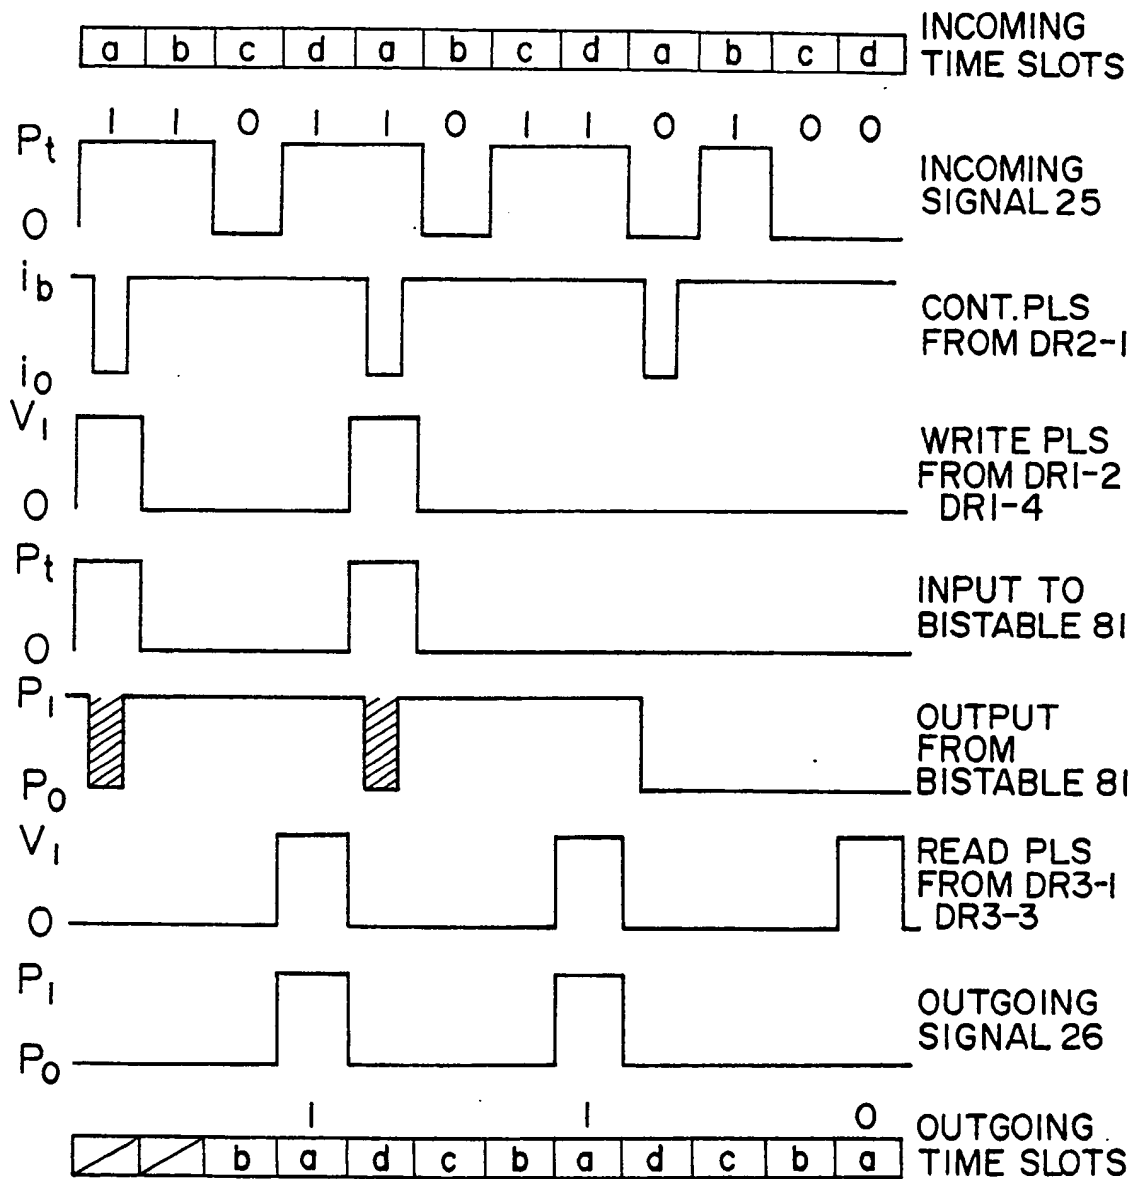 a b c d a b c d a b c d
INCOMING
TIME SLOTS
1 1 0 1 1 0 1 1 0 1 0 0
Pt
0
INCOMING
SIGNAL 25
ib
io
CONT. PLS
FROM DR2-1
V1
0
WRITE PLS
FROM DR1-2
DR1-4
Pt
0
INPUT TO
BISTABLE 81
P1
Po
OUTPUT
FROM
BISTABLE 81
V1
0
READ PLS
FROM DR3-1
DR3-3
P1
Po
OUTGOING
SIGNAL 26
1 1 0
b a d c b a d c b a
OUTGOING
TIME SLOTS